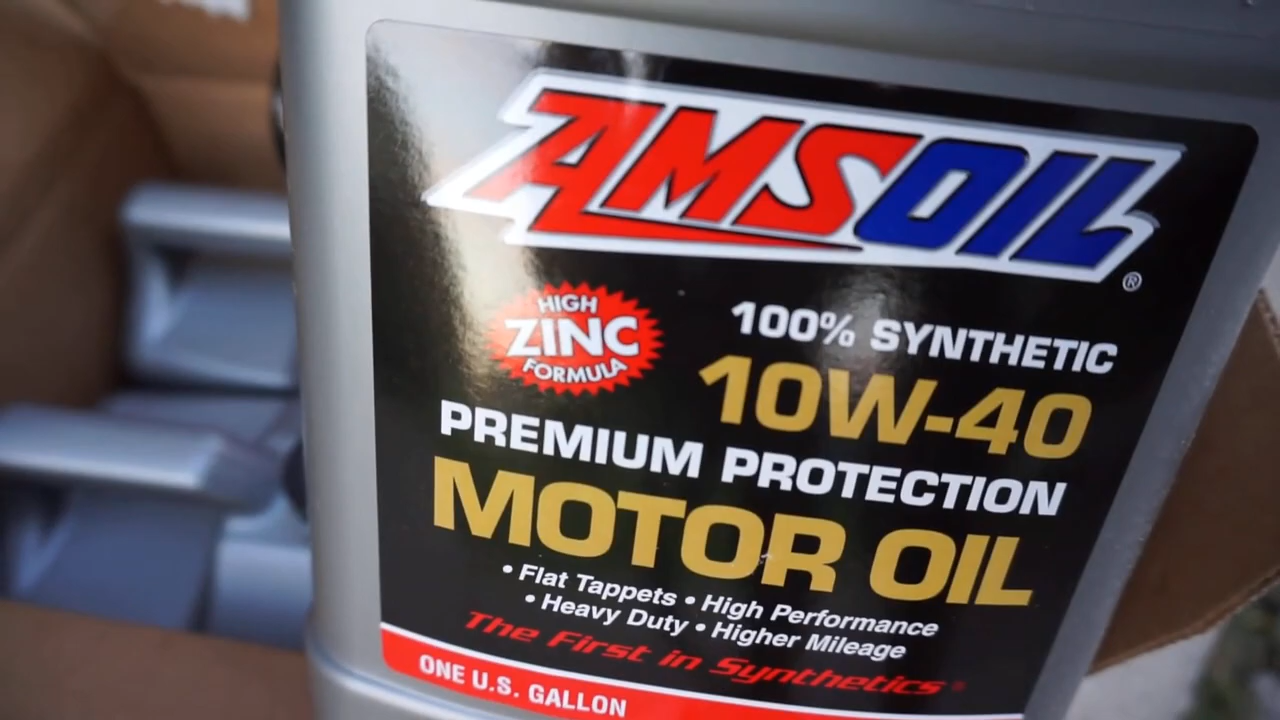 AMSOIL®
HIGH
ZINC
FORMULA
100% SYNTHETIC
10W-40
PREMIUM PROTECTION
MOTOR OIL
• Flat Tappets • High Performance
• Heavy Duty • Higher Mileage
The First in Synthetics®
ONE U.S. GALLON